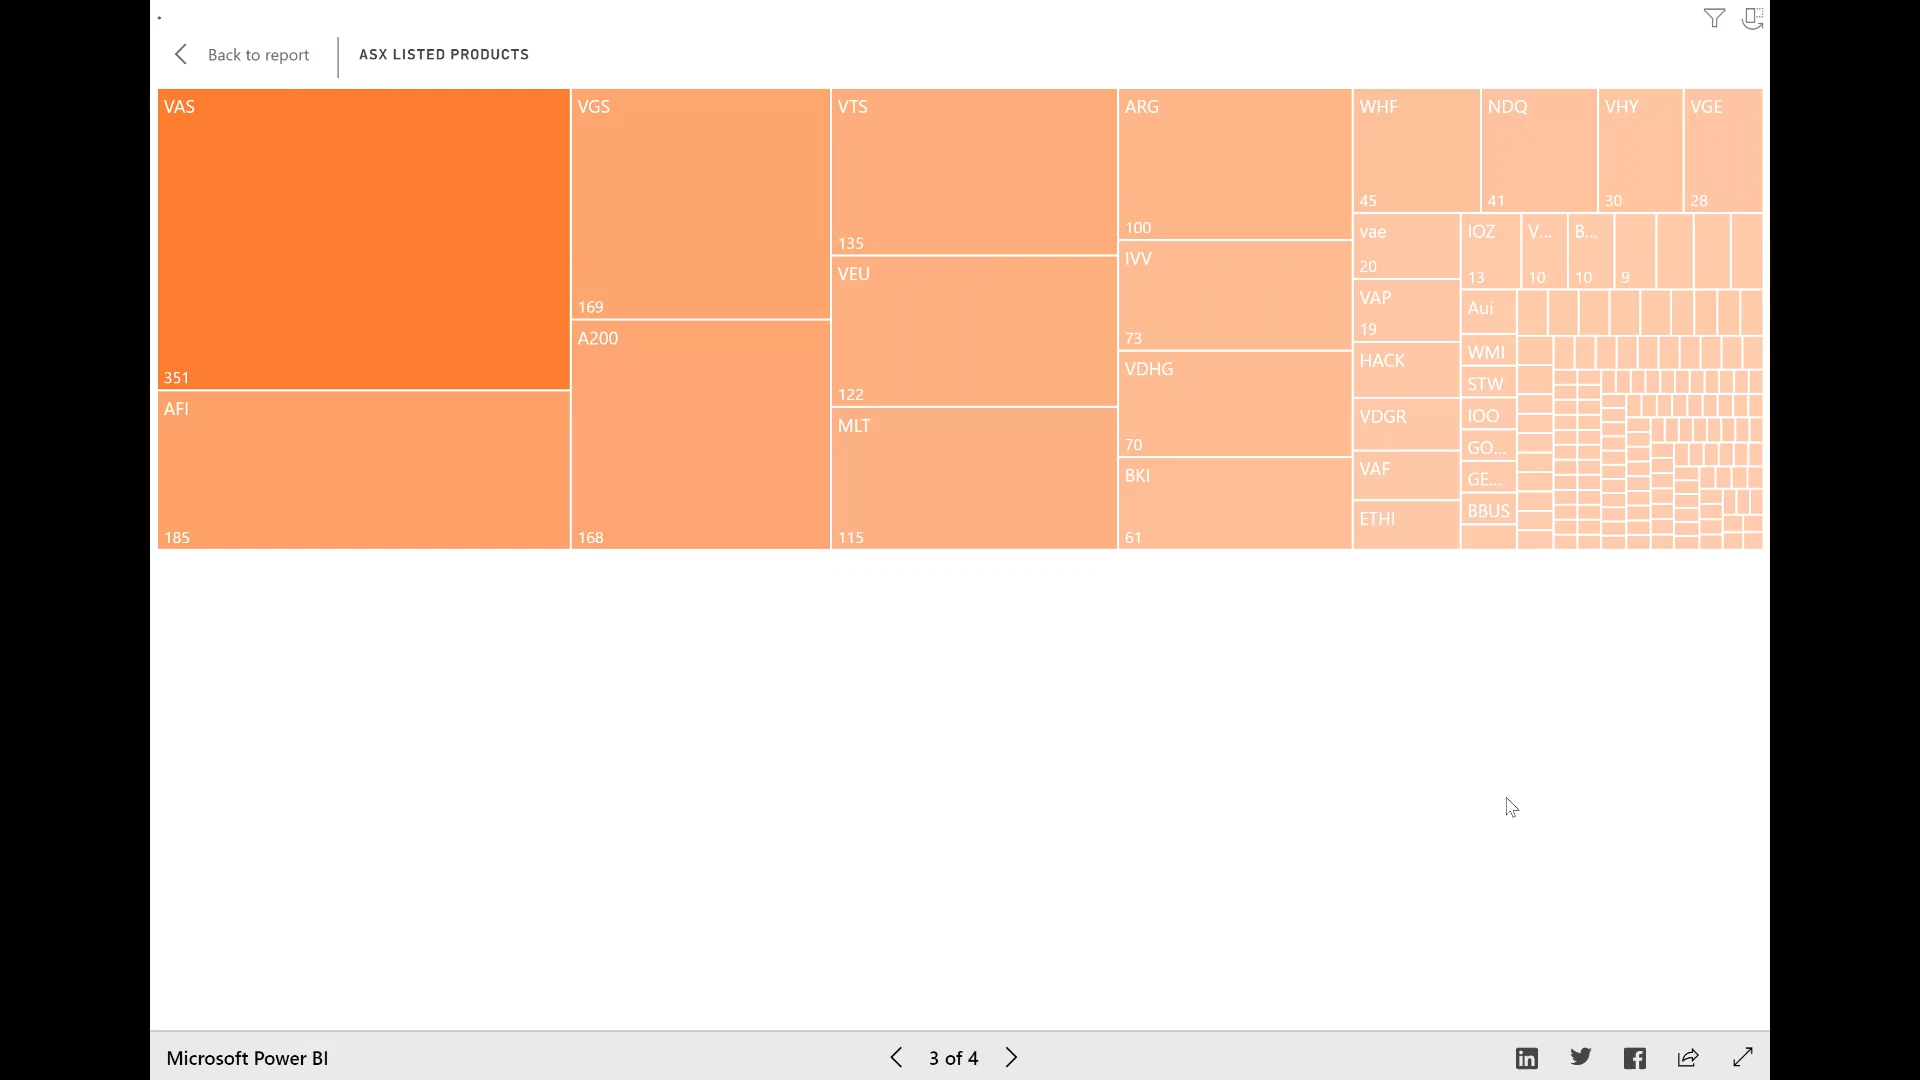 Back to report
ASX LISTED PRODUCTS
VAS
351
AFI
185
VGS
169
A200
168
VTS
135
VEU
122
MLT
115
ARG
100
IVV
73
VDHG
70
BKI
61
WHF
45
NDQ
41
VHY
30
VGE
28
vae
20
VAP
19
HACK
VDGR
VAF
ETHI
IOZ
13
V...
10
B...
10
9
Aui
WMI
STW
IOO
GO...
GE...
BBUS
Microsoft Power BI
3 of 4